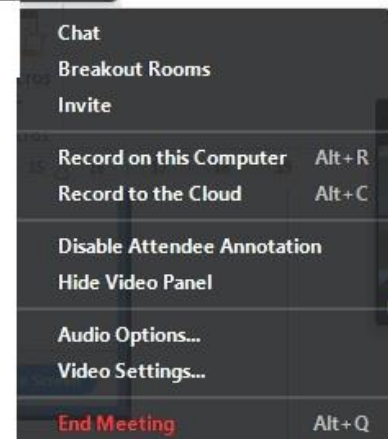 Chat
Breakout Rooms
Invite
Record on this Computer Alt+R
Record to the Cloud Alt+C
Disable Attendee Annotation
Hide Video Panel
Audio Options...
Video Settings...
End Meeting Alt+Q